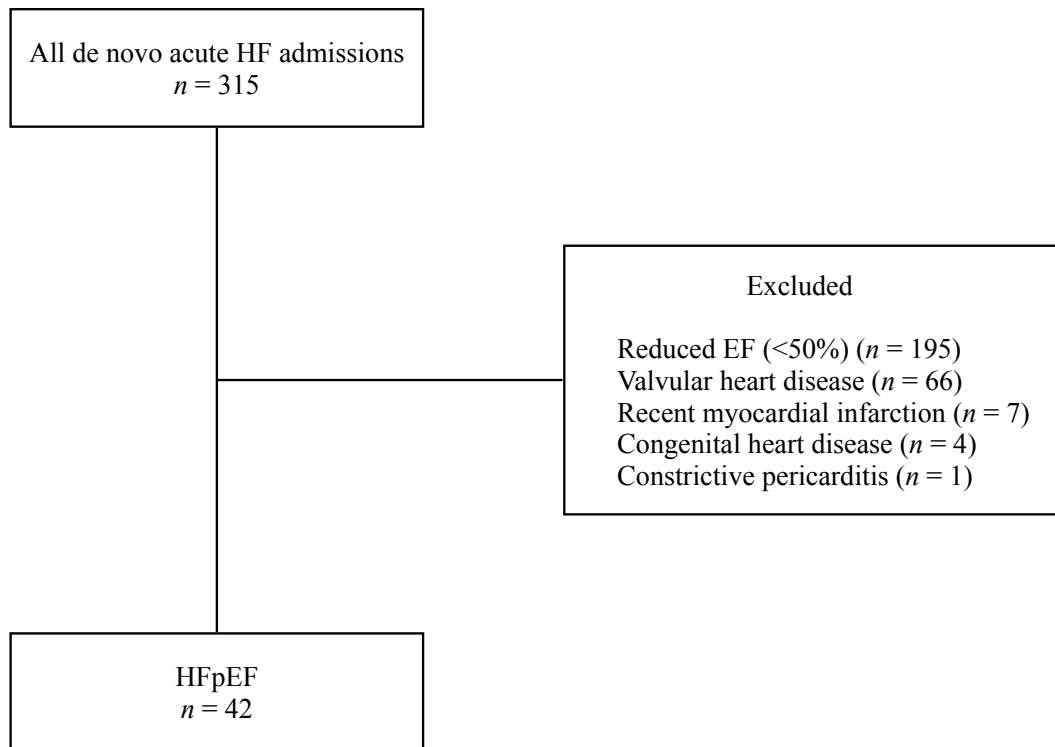 All de novo acute HF admissions
n = 315
Excluded
Reduced EF (<50%) (n = 195)
Valvular heart disease (n = 66)
Recent myocardial infarction (n = 7)
Congenital heart disease (n = 4)
Constrictive pericarditis (n = 1)
HFpEF
n = 42